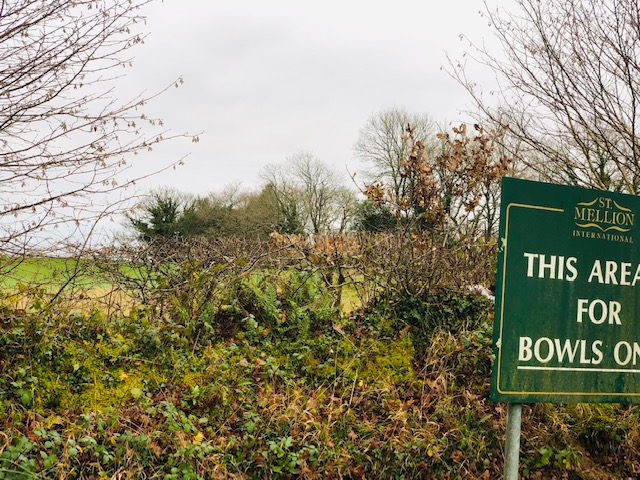 ST.
MELLION
INTERNATIONAL
THIS AREA
FOR
BOWLS ON